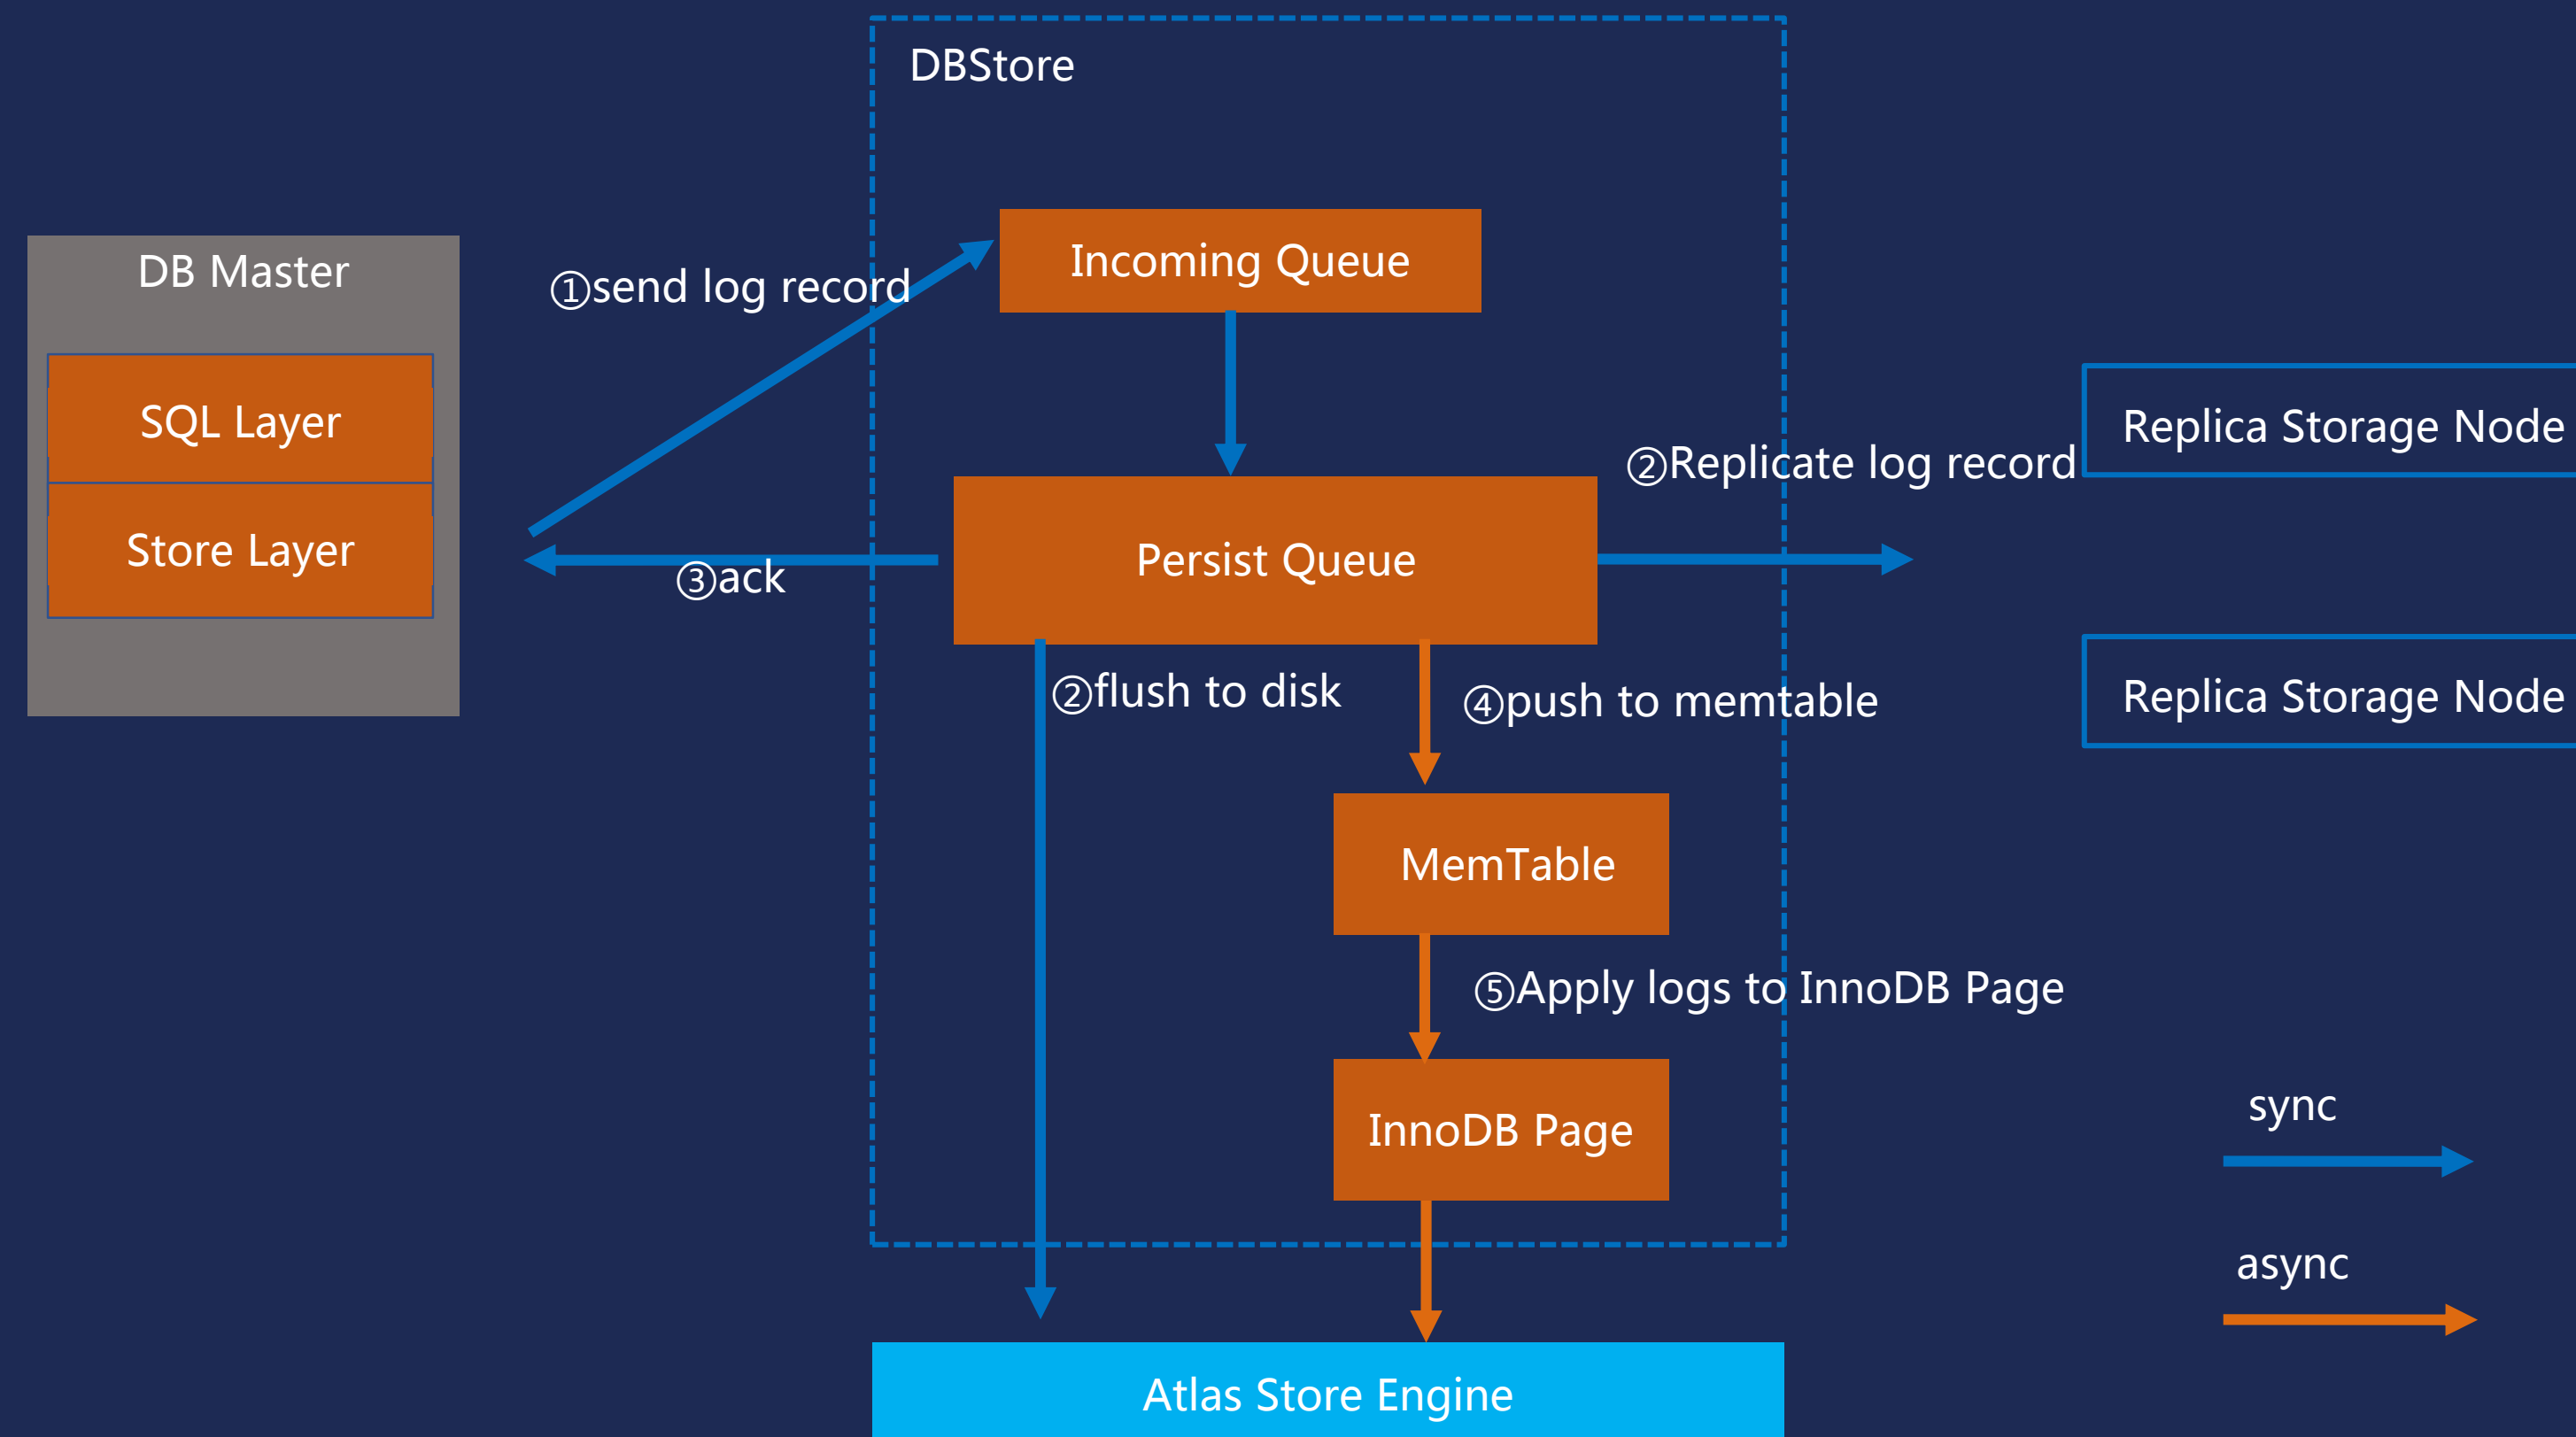 DBStore
Incoming Queue
DB Master
①send log record
SQL Layer
Replica Storage Node
②Replicate log record
Store Layer
Persist Queue
③ack
②flush to disk
④push to memtable
Replica Storage Node
MemTable
⑤Apply logs to InnoDB Page
InnoDB Page
sync
async
Atlas Store Engine